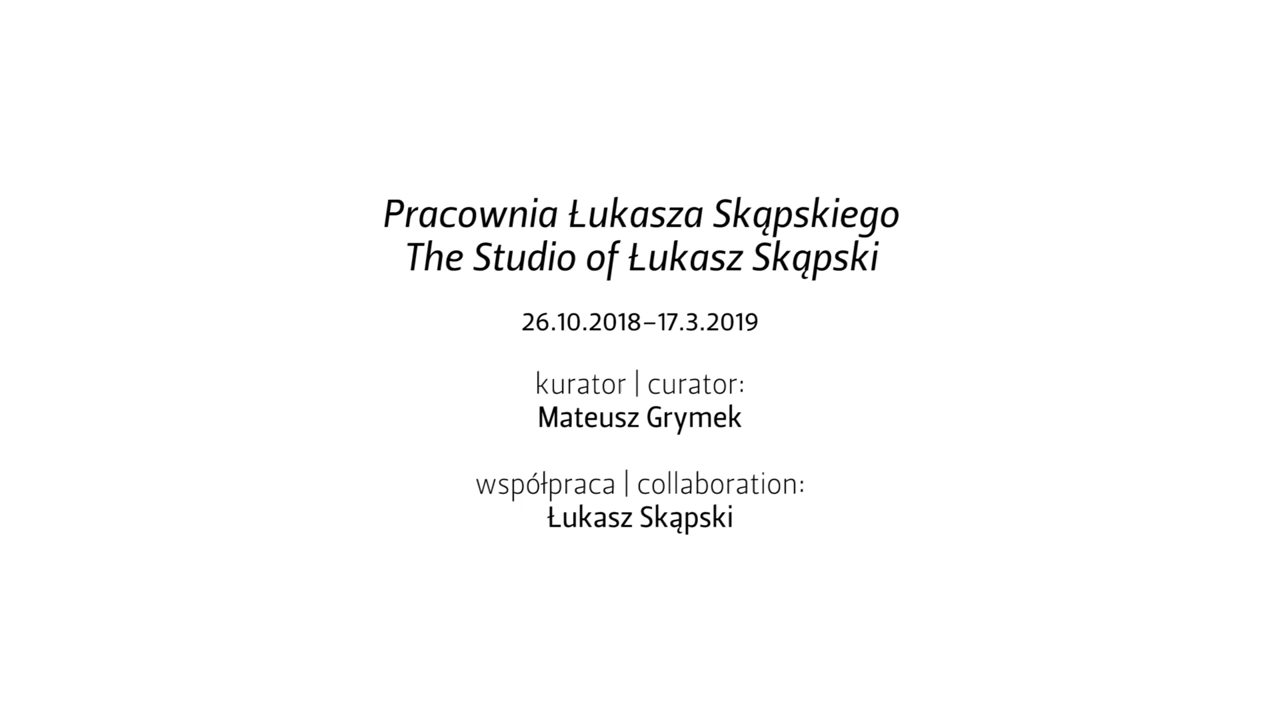 Pracownia Łukasza Skąpskiego
The Studio of Łukasz Skąpski
26.10.2018–17.3.2019
kurator | curator:
Mateusz Grymek
współpraca | collaboration:
Łukasz Skąpski